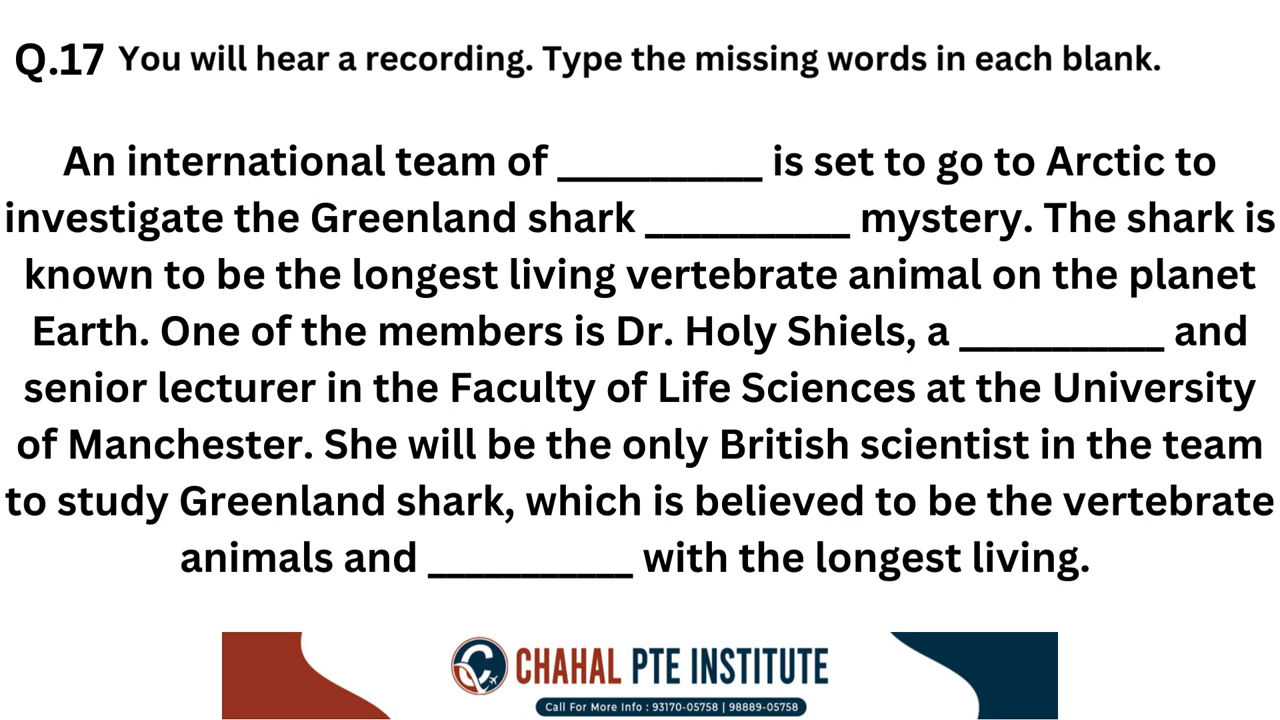 Q.17 You will hear a recording. Type the missing words in each blank.
An international team of __________ is set to go to Arctic to
investigate the Greenland shark __________ mystery. The shark is
known to be the longest living vertebrate animal on the planet
Earth. One of the members is Dr. Holy Shiels, a __________ and
senior lecturer in the Faculty of Life Sciences at the University
of Manchester. She will be the only British scientist in the team
to study Greenland shark, which is believed to be the vertebrate
animals and __________ with the longest living.
CHAHAL PTE INSTITUTE
Call For More Info : 93170-05758 | 98889-05758